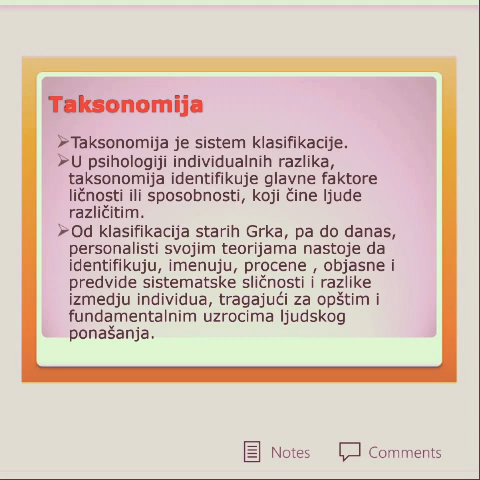 Taksonomija
➢Taksonomija je sistem klasifikacije.
➢U psihologiji individualnih razlika,
taksonomija identifikuje glavne faktore
ličnosti ili sposobnosti, koji čine ljude
različitim.
➢Od klasifikacija starih Grka, pa do danas,
personalisti svojim teorijama nastoje da
identifikuju, imenuju, procene , objasne i
predvide sistematske sličnosti i razlike
izmedju individua, tragajući za opštim i
fundamentalnim uzrocima ljudskog
ponašanja.
Notes
Comments